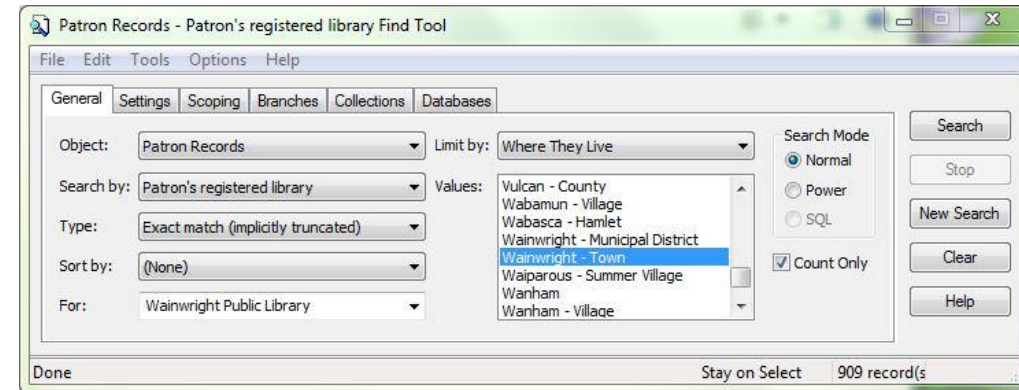 Patron Records - Patron's registered library Find Tool
File Edit Tools Options Help
General Settings Scoping Branches Collections Databases
Object: Patron Records Limit by: Where They Live
Search by: Patron's registered library Values:
Type: Exact match (implicitly truncated)
Sort by: (None)
For: Wainwright Public Library
Vulcan - County
Wabamun - Village
Wabasca - Hamlet
Wainwright - Municipal District
Wainwright - Town
Waiparous - Summer Village
Wanham
Wanham - Village
Search Mode
Normal
Power
SQL
Count Only
Search
Stop
New Search
Clear
Help
Done Stay on Select 909 record(s